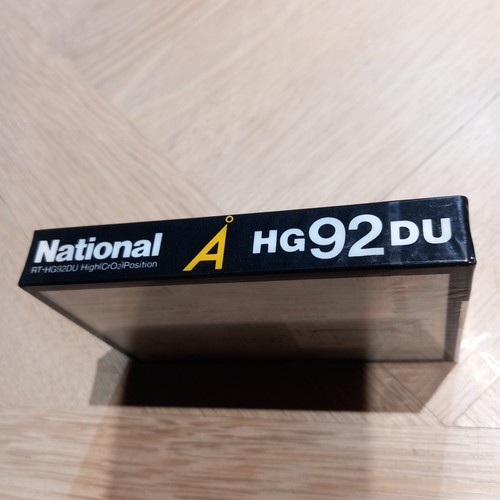 National
RT-HG92DU High(CrO2)Position
Å
HG92DU